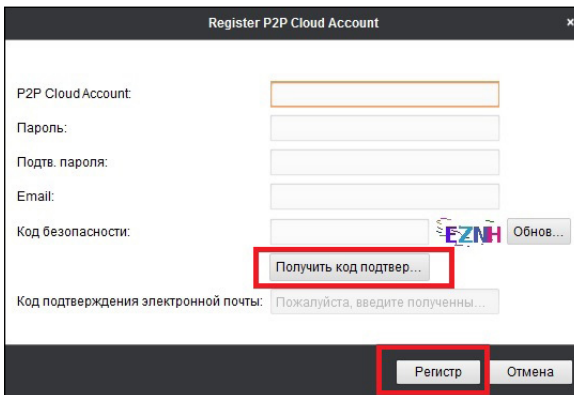 Register P2P Cloud Account ×
P2P Cloud Account:
Пароль:
Подтв. пароля:
Email:
Код безопасности: EZNH Обнов...
Получить код подтвер...
Код подтверждения электронной почты: Пожалуйста, введите полученны...
Регистр Отмена